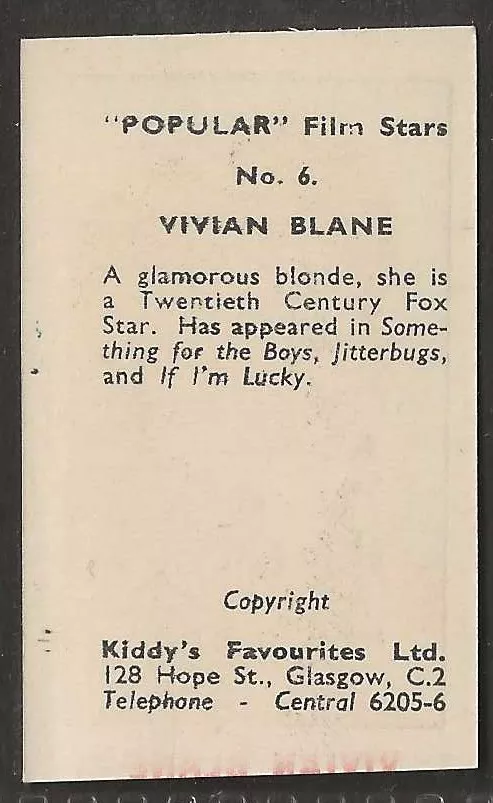 "POPULAR" Film Stars
No. 6.
VIVIAN BLANE
A glamorous blonde, she is
a Twentieth Century Fox
Star. Has appeared in Some-
thing for the Boys, Jitterbugs,
and If I'm Lucky.
Copyright
Kiddy's Favourites Ltd.
128 Hope St., Glasgow, C.2
Telephone - Central 6205-6
VIVIAN BLANE